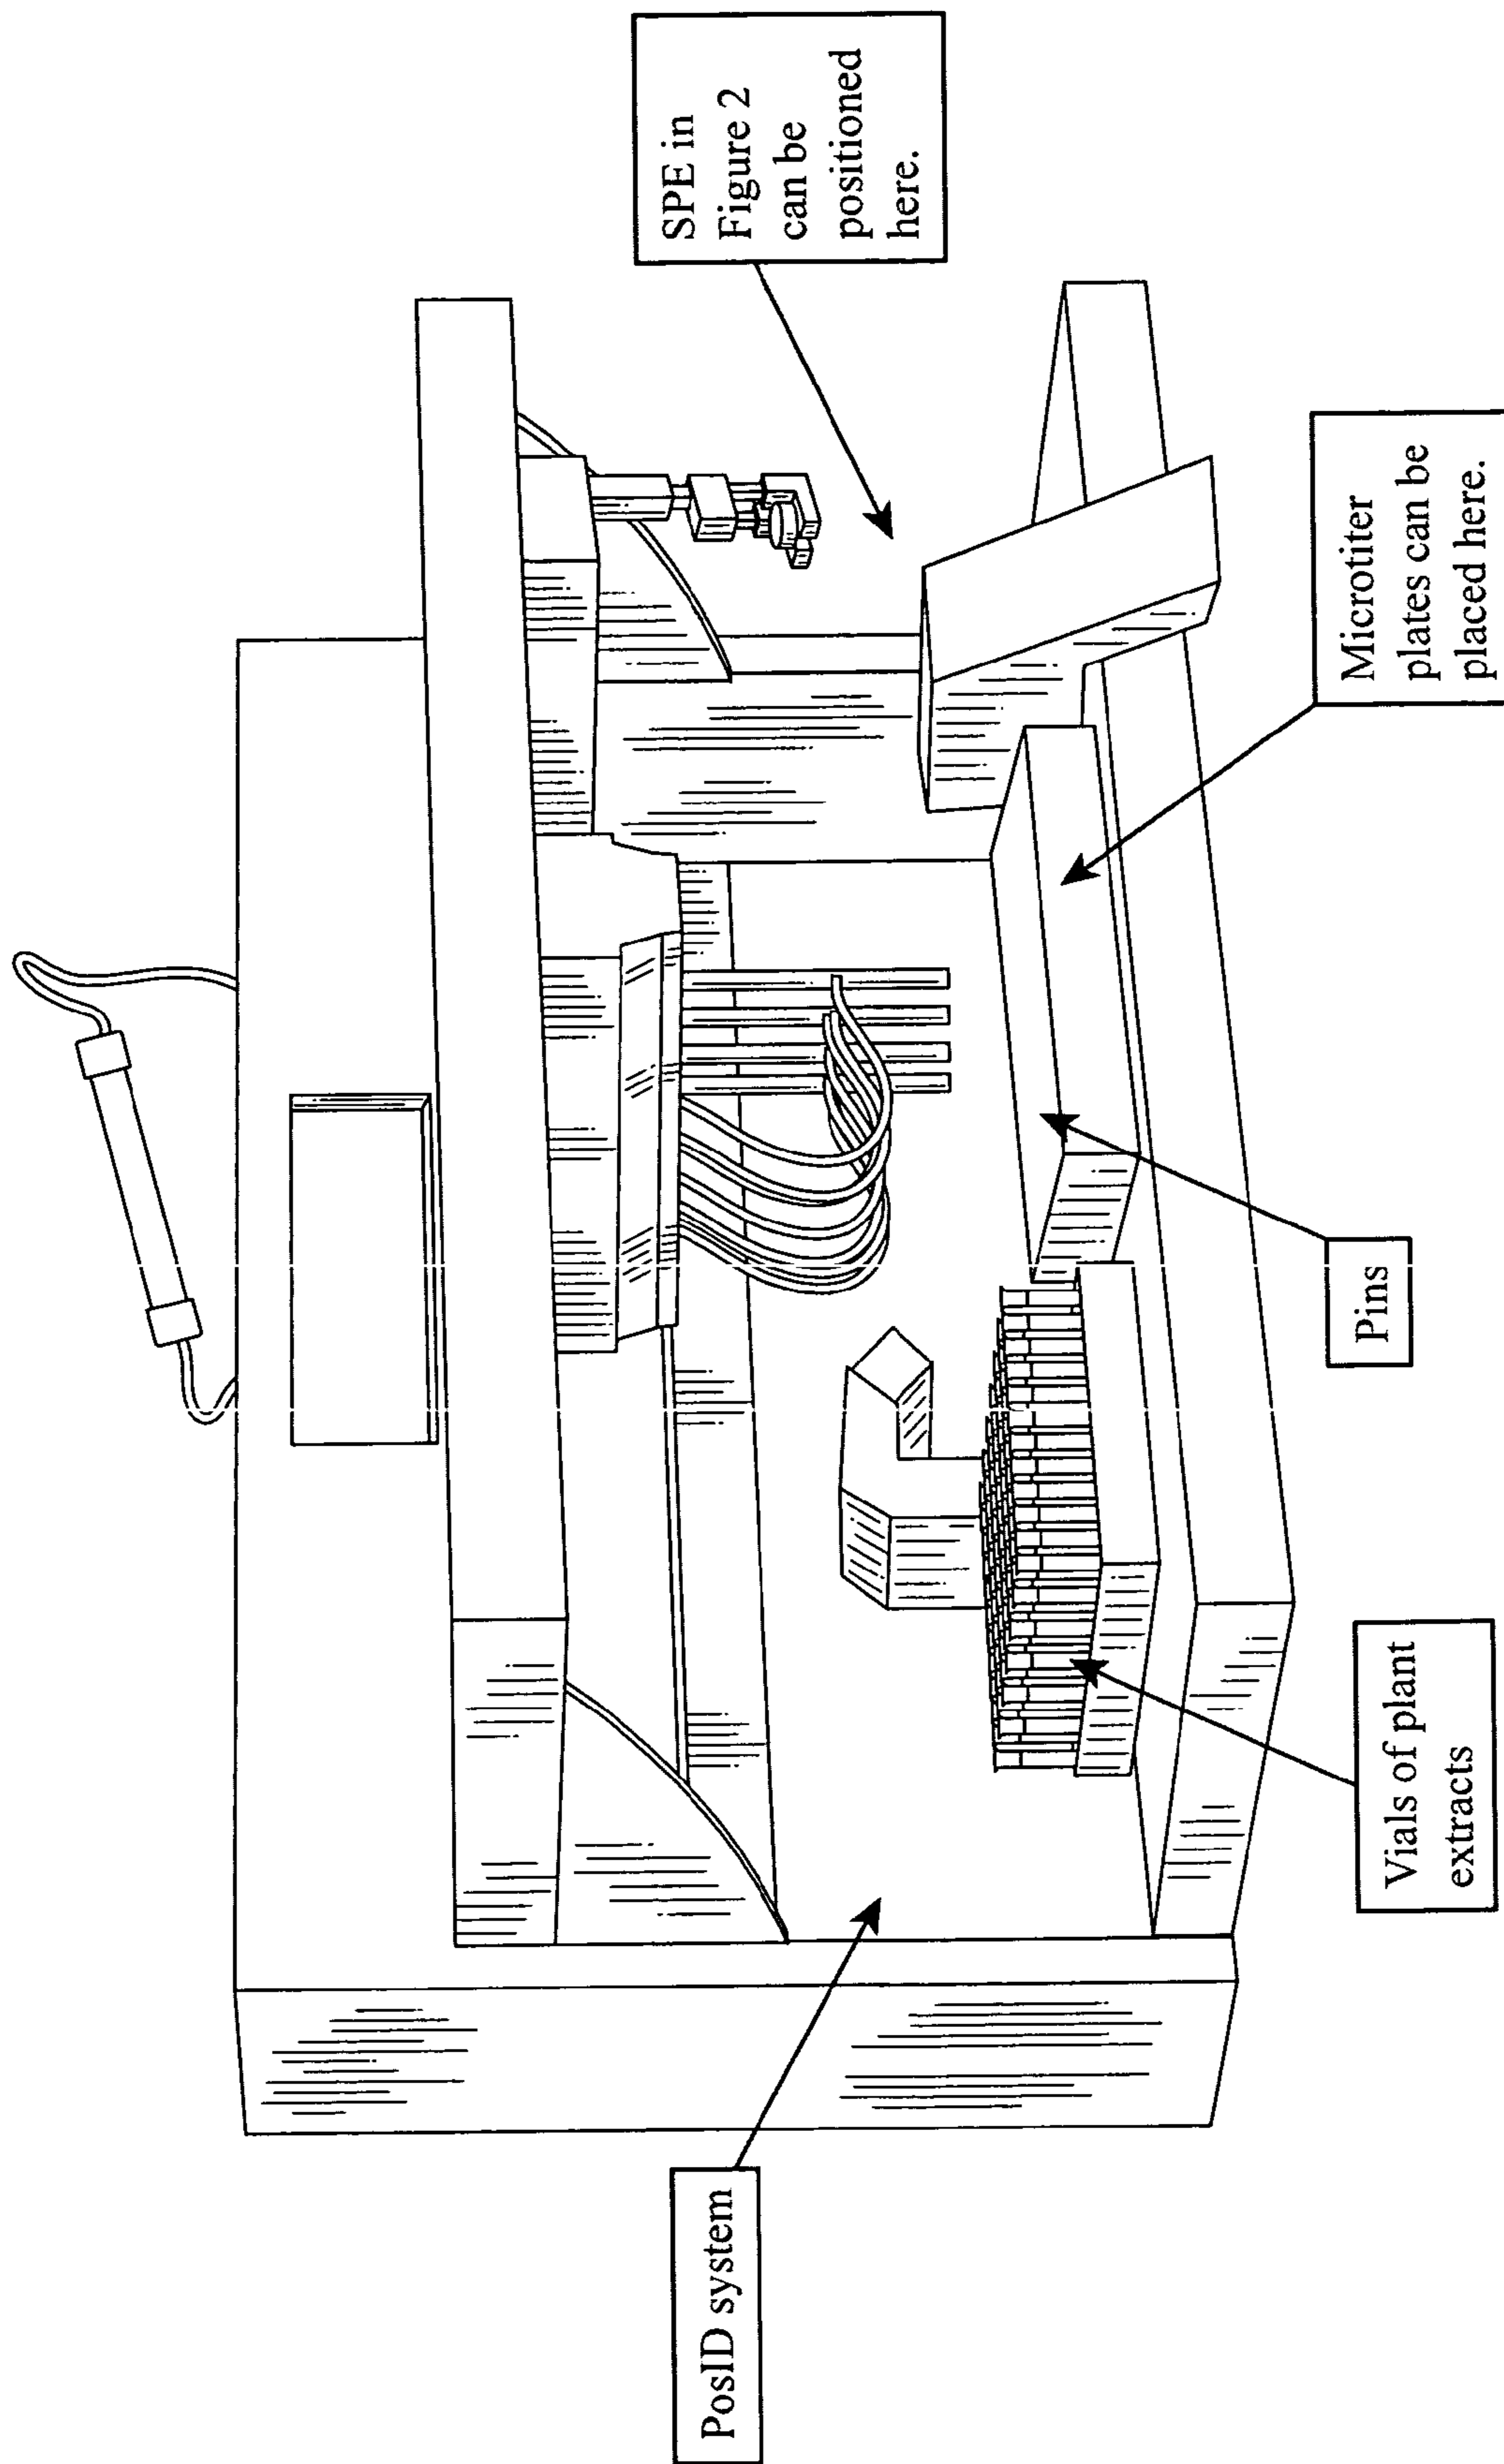 PosID system
Vials of plant
extracts
Pins
Microtiter
plates can be
placed here.
SPE in
Figure 2
can be
positioned
here.